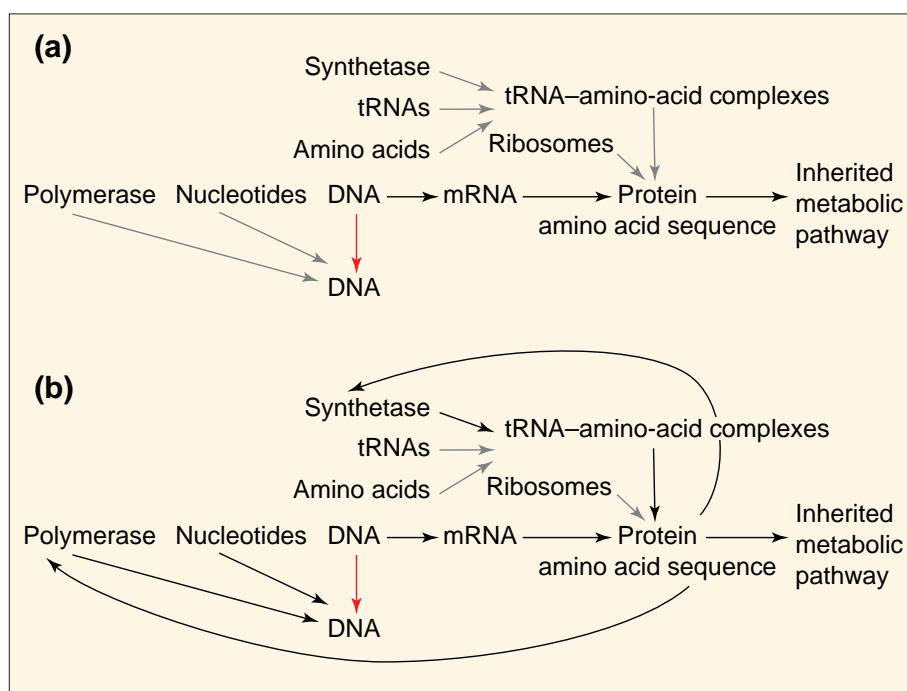 (a)
Synthetase
tRNA–amino-acid complexes
tRNAs
Amino acids
Ribosomes
Polymerase Nucleotides DNA mRNA Protein
amino acid sequence
Inherited
metabolic
pathway
DNA
(b)
Synthetase
tRNA–amino-acid complexes
tRNAs
Amino acids
Ribosomes
Polymerase Nucleotides DNA mRNA Protein
amino acid sequence
Inherited
metabolic
pathway
DNA